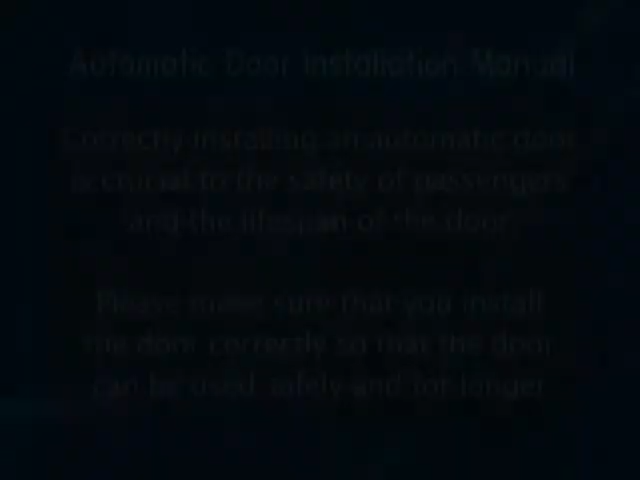 Automatic Door Installation Manual
Correctly installing an automatic door
is crucial to the safety of passengers
and the lifespan of the door
Please make sure that you install
the door correctly so that the door
can be used safely and for longer